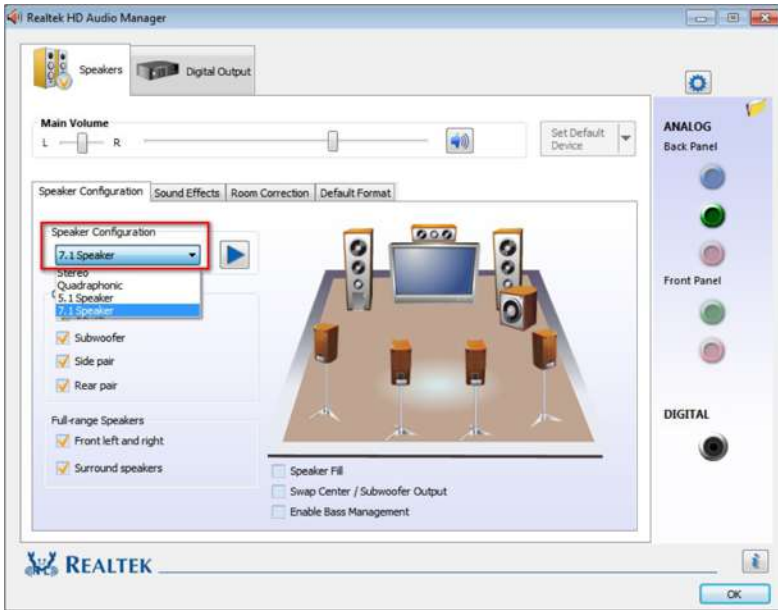 Realtek HD Audio Manager
Speakers
Digital Output
Main Volume
L
R
Set Default
Device
Speaker Configuration
Sound Effects
Room Correction
Default Format
Speaker Configuration
7.1 Speaker
Stereo
Quadraphonic
5.1 Speaker
7.1 Speaker
Subwoofer
Side pair
Rear pair
Full-range Speakers
Front left and right
Surround speakers
Speaker Fill
Swap Center / Subwoofer Output
Enable Bass Management
ANALOG
Back Panel
Front Panel
DIGITAL
REALTEK
OK